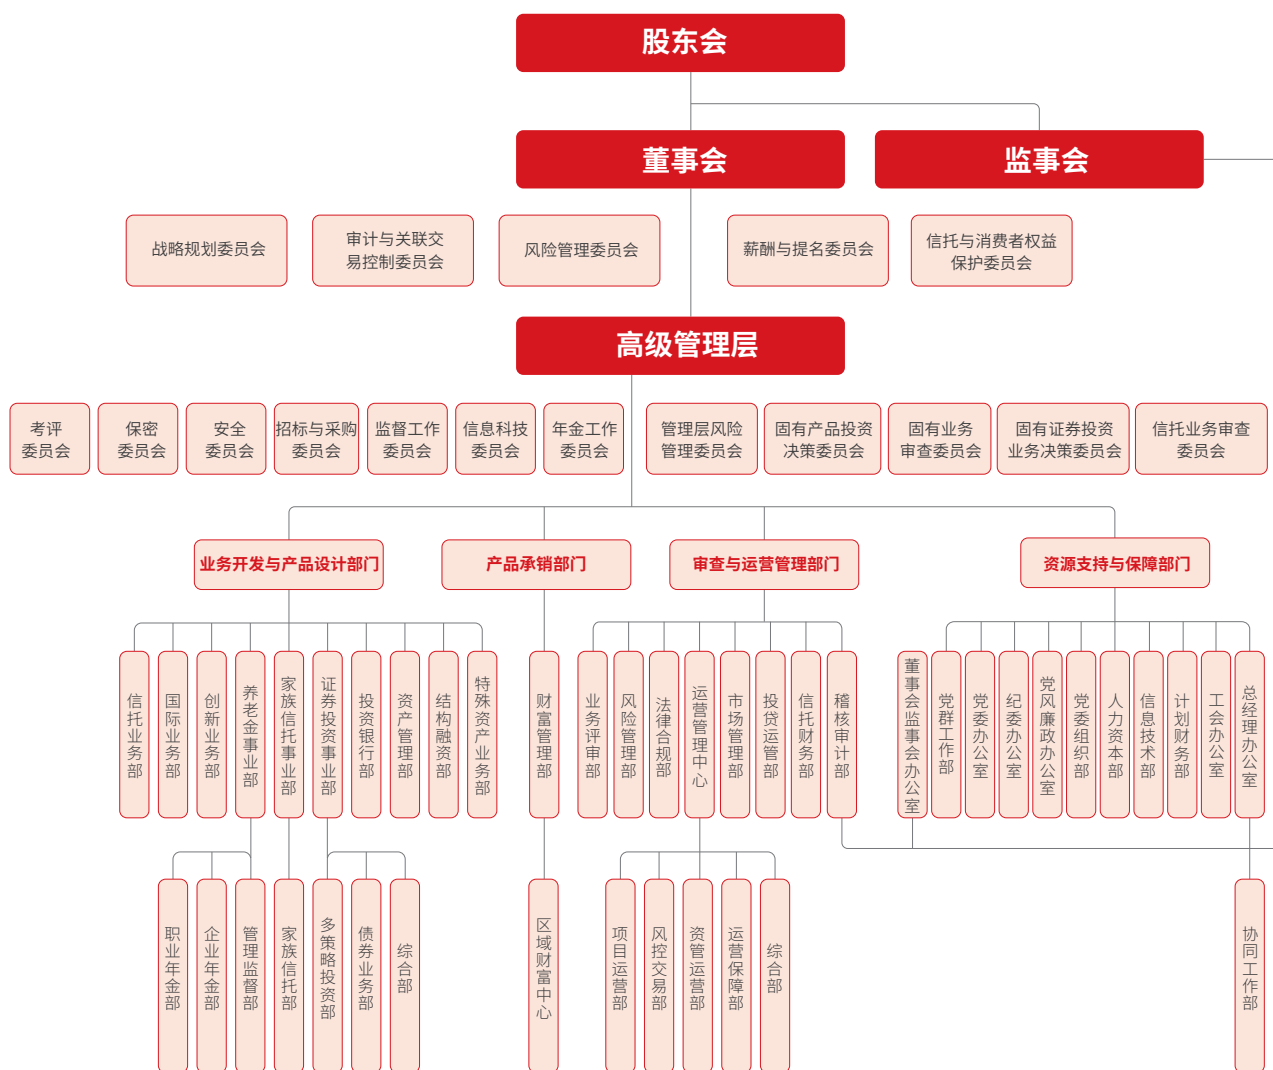 股东会
董事会
监事会
战略规划委员会
审计与关联交
易控制委员会
风险管理委员会
薪酬与提名委员会
信托与消费者权益
保护委员会
高级管理层
考评
委员会
保密
委员会
安全
委员会
招标与采购
委员会
监督工作
委员会
信息科技
委员会
年金工作
委员会
管理层风险
管理委员会
固有产品投资
决策委员会
固有业务
审查委员会
固有证券投资
业务决策委员会
信托业务审查
委员会
业务开发与产品设计部门
产品承销部门
审查与运营管理部门
资源支持与保障部门
信托业务部
国际业务部
创新业务部
养老金事业部
家族信托事业部
证券投资事业部
投资银行部
资产管理部
结构融资部
特殊资产业务部
财富管理部
业务评审部
风险管理部
法律合规部
运营管理中心
市场管理部
投贷运管部
信托财务部
稽核审计部
董事会监事会办公室
党群工作部
党委办公室
纪委办公室
党风廉政办公室
党委组织部
人力资本部
信息技术部
计划财务部
工会办公室
总经理办公室
职业年金部
企业年金部
管理监督部
家族信托部
多策略投资部
债券业务部
综合部
区域财富中心
项目运营部
风控交易部
资管运营部
运营保障部
综合部
协同工作部